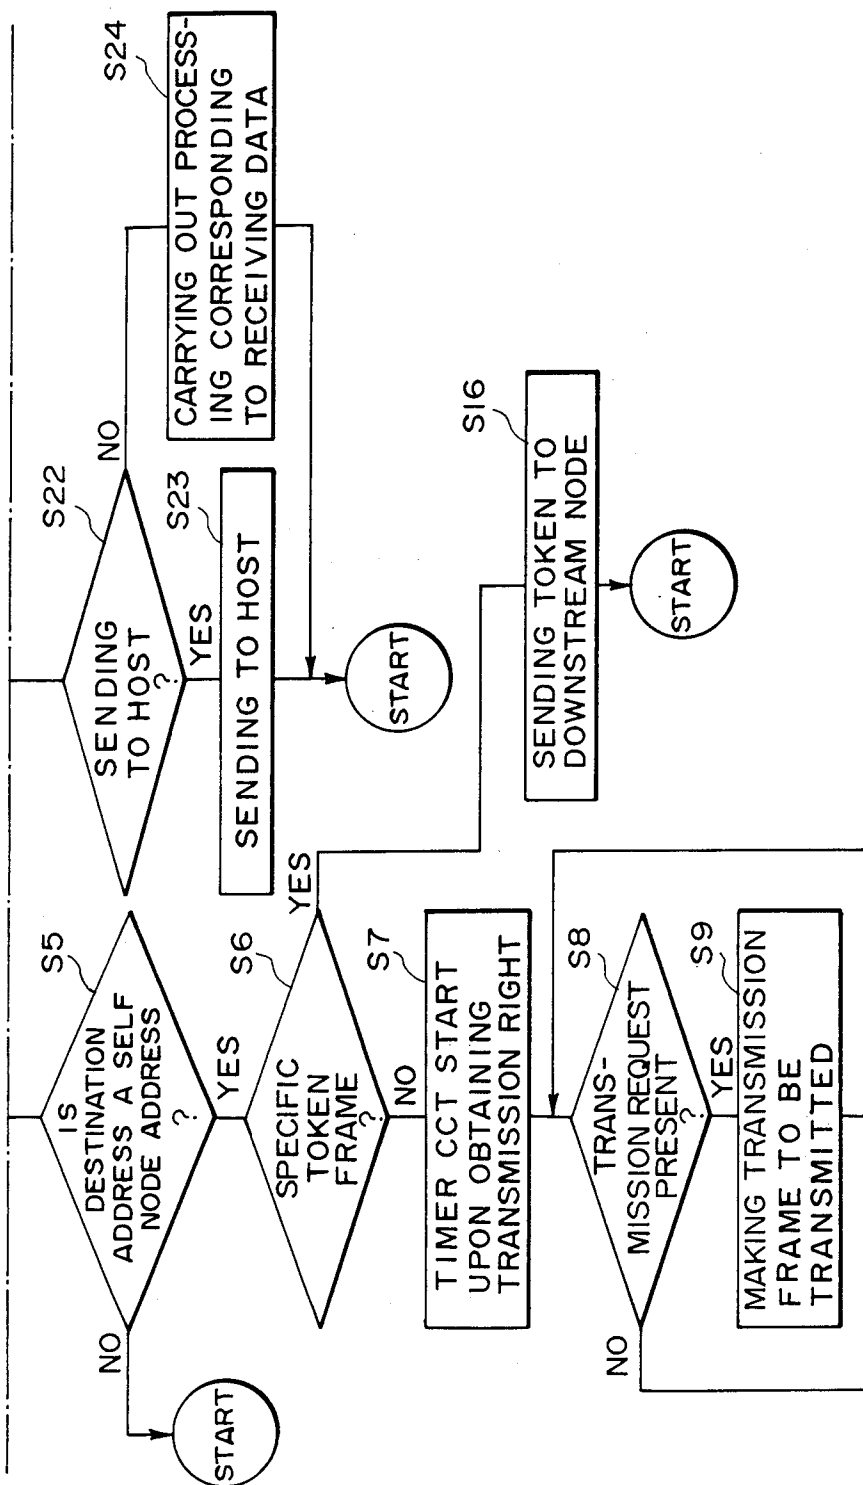 S5
IS
DESTINATION
ADDRESS A SELF
NODE ADDRESS
?
NO
START
YES
S6
SPECIFIC
TOKEN
FRAME
?
YES
NO
S7
TIMER CCT START
UPON OBTAINING
TRANSMISSION RIGHT
S8
TRANS-
MISSION REQUEST
PRESENT
?
NO
YES
S9
MAKING TRANSMISSION
FRAME TO BE
TRANSMITTED
S22
SENDING
TO HOST
?
NO
YES
S23
SENDING TO HOST
START
S24
CARRYING OUT PROCESS-
ING CORRESPONDING
TO RECEIVING DATA
S16
SENDING TOKEN TO
DOWNSTREAM NODE
START